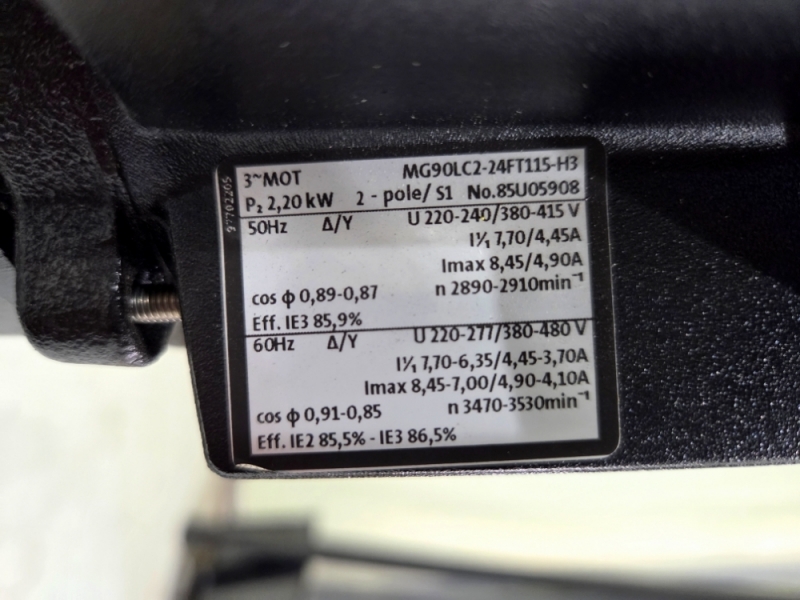 3~MOT MG90LC2-24FT115-H3
P₂ 2,20 kW 2 - pole/ S1 No.85U05908
50Hz Δ/Y U 220-240/380-415 V
I¹⁄₁ 7,70/4,45A
Imax 8,45/4,90A
cos ϕ 0,89-0,87 n 2890-2910min⁻¹
Eff. IE3 85,9%
60Hz Δ/Y U 220-277/380-480 V
I¹⁄₁ 7,70-6,35/4,45-3,70A
Imax 8,45-7,00/4,90-4,10A
cos ϕ 0,91-0,85 n 3470-3530min⁻¹
Eff. IE2 85,5% - IE3 86,5%
97702205